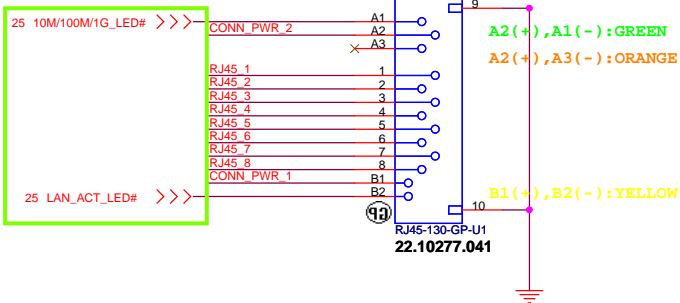 9
25 10M/100M/1G_LED#
A1
CONN_PWR_2
A2
A2(+),A1(-):GREEN
A3
A2(+),A3(-):ORANGE
RJ45_1
1
RJ45_2
2
RJ45_3
3
RJ45_4
4
RJ45_5
5
RJ45_6
6
RJ45_7
7
RJ45_8
8
CONN_PWR_1
B1
25 LAN_ACT_LED#
B2
B1(+),B2(-):YELLOW
10
GP
RJ45-130-GP-U1
22.10277.041